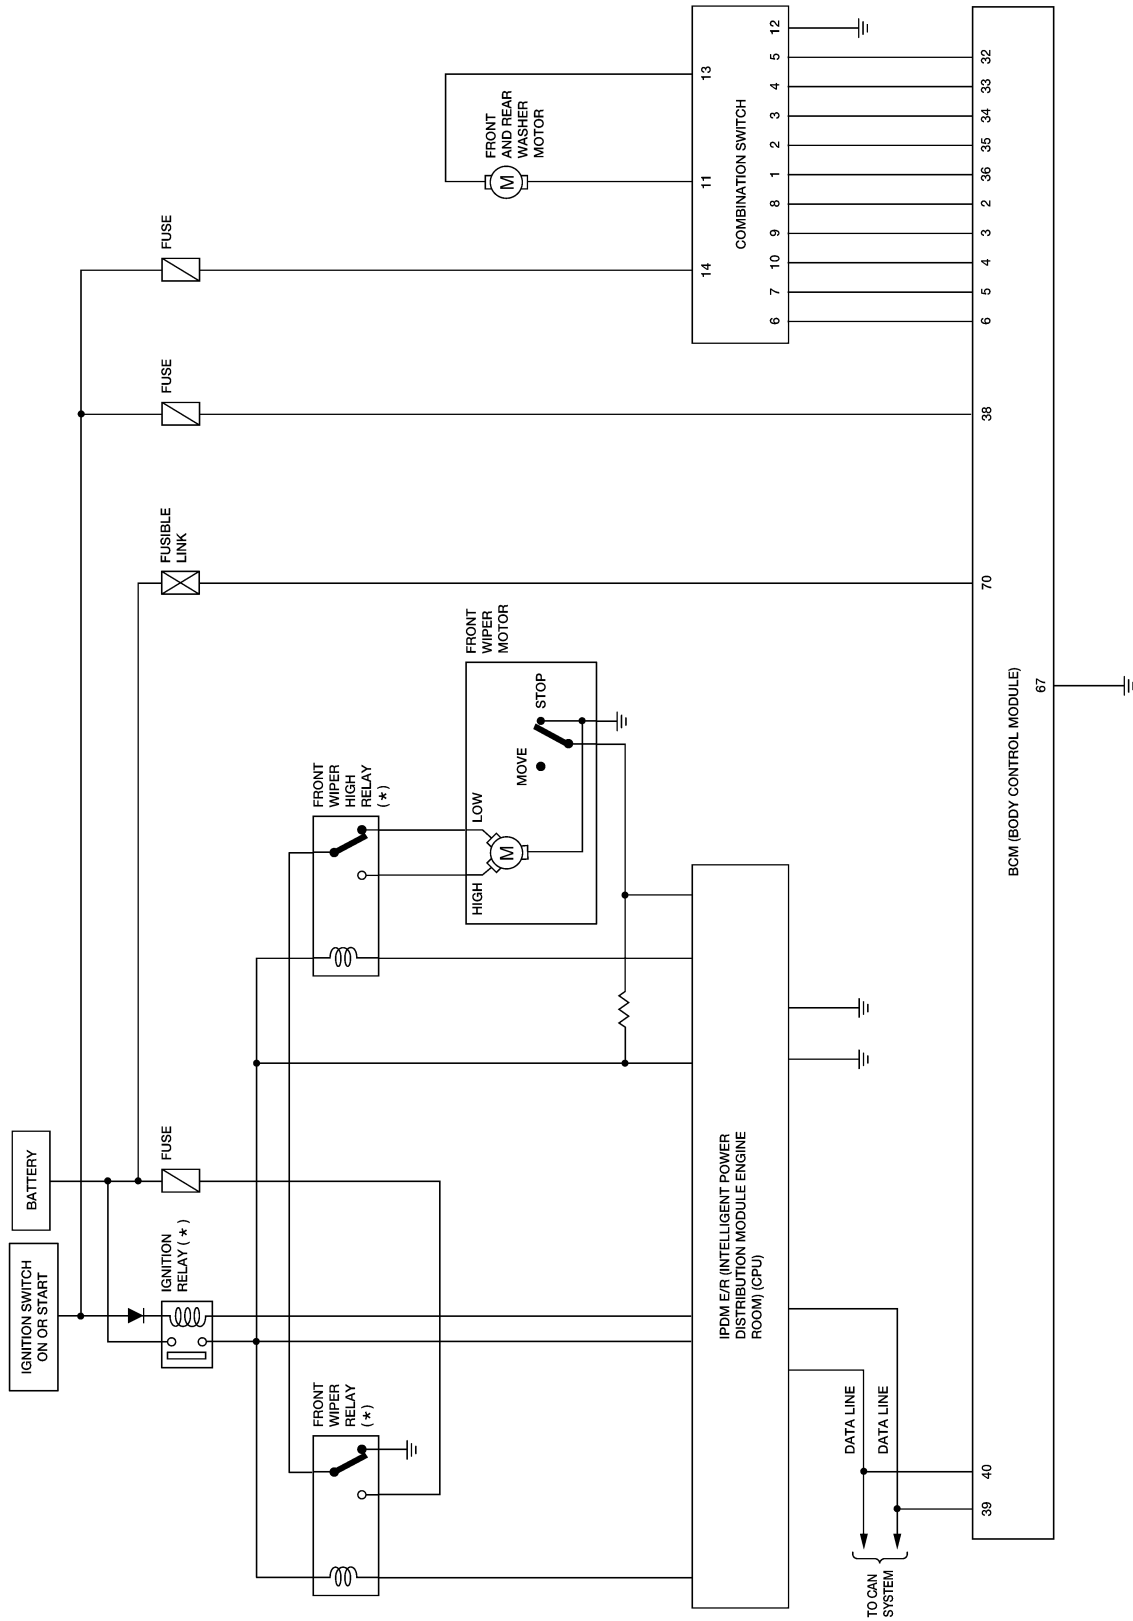 IGNITION SWITCH
ON OR START
BATTERY
IGNITION
RELAY (*)
FUSE
FUSIBLE
LINK
FUSE
FUSE
FRONT
WIPER
RELAY
(*)
FRONT
WIPER
HIGH
RELAY
(*)
FRONT
WIPER
MOTOR
HIGH
LOW
M
MOVE
STOP
FRONT
AND REAR
WASHER
MOTOR
M
IPDM E/R (INTELLIGENT POWER
DISTRIBUTION MODULE ENGINE
ROOM) (CPU)
14
11
13
COMBINATION SWITCH
6
7
10
9
8
1
2
3
4
5
12
DATA LINE
DATA LINE
TO CAN
SYSTEM
39
40
70
38
6
5
4
3
2
36
35
34
33
32
BCM (BODY CONTROL MODULE)
67